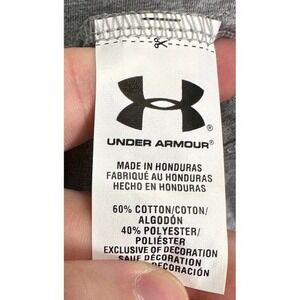 UNDER ARMOUR®
MADE IN HONDURAS
FABRIQUÉ AU HONDURAS
HECHO EN HONDURAS
60% COTTON/COTON/
ALGODÓN
40% POLYESTER/
POLIÉSTER
EXCLUSIVE OF DECORATION
SAUF DÉCORATION
DECORACIÓN